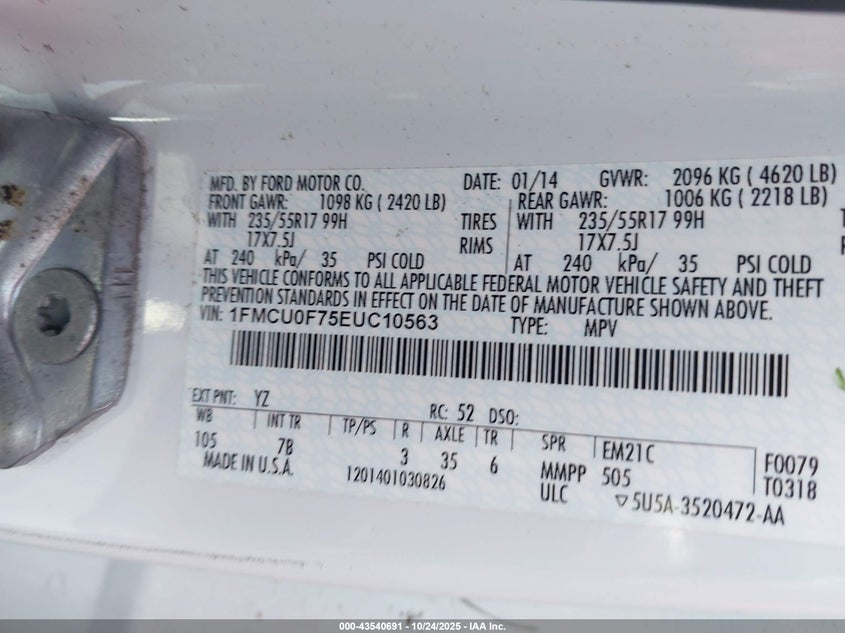 MFD. BY FORD MOTOR CO. DATE: 01/14 GVWR: 2096 KG ( 4620 LB)
FRONT GAWR: 1098 KG ( 2420 LB) REAR GAWR: 1006 KG ( 2218 LB)
WITH 235/55R17 99H TIRES WITH 235/55R17 99H
17X7.5J RIMS 17X7.5J
AT 240 kPa/ 35 PSI COLD AT 240 kPa/ 35 PSI COLD
THIS VEHICLE CONFORMS TO ALL APPLICABLE FEDERAL MOTOR VEHICLE SAFETY AND THEFT
PREVENTION STANDARDS IN EFFECT ON THE DATE OF MANUFACTURE SHOWN ABOVE.
VIN: 1FMCU0F75EUC10563 TYPE: MPV
EXT PNT: YZ RC: 52 DSO:
WB INT TR TP/PS R AXLE TR SPR EM21C F0079
105 7B 3 35 6 MMPP 505 T0318
MADE IN U.S.A. 1201401030826 ULC ▽5U5A-3520472-AA
000-43540691 - 10/24/2025 - IAA Inc.